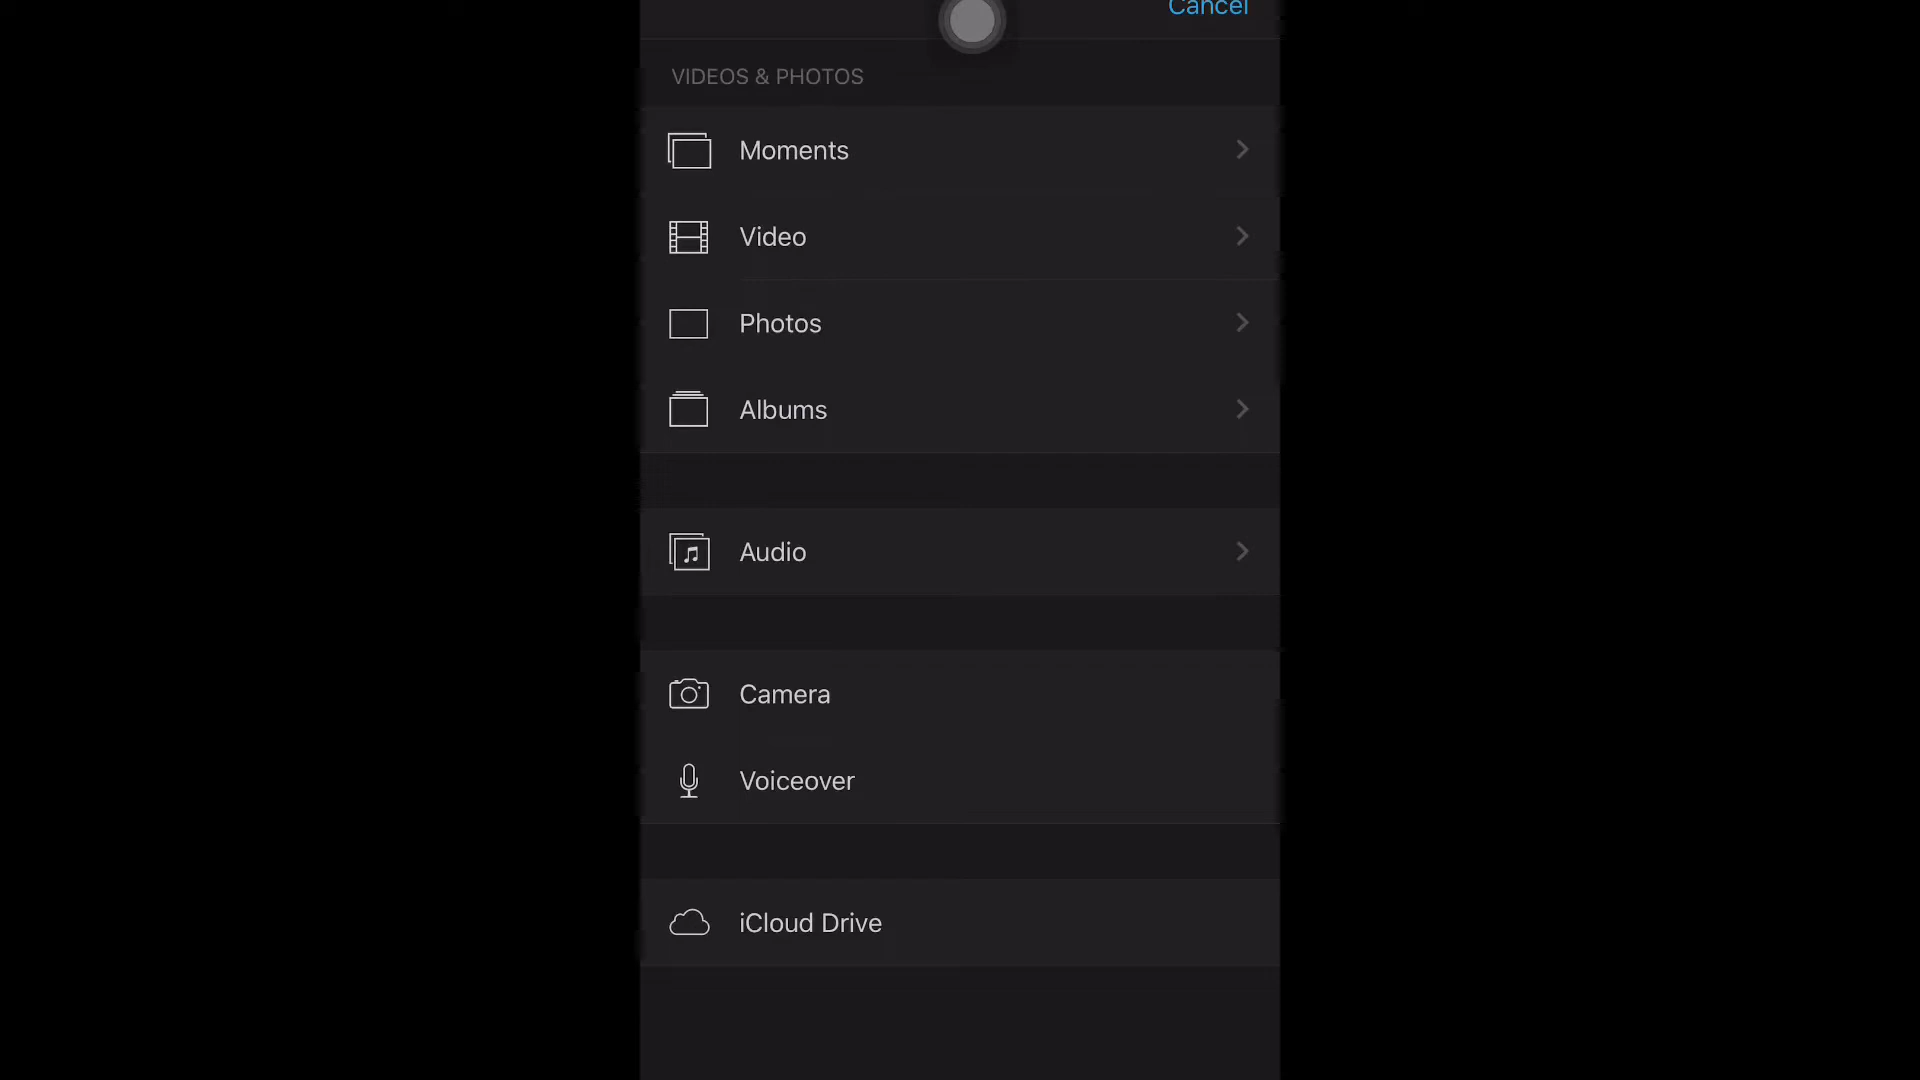 Cancel
VIDEOS & PHOTOS
Moments
Video
Photos
Albums
Audio
Camera
Voiceover
iCloud Drive